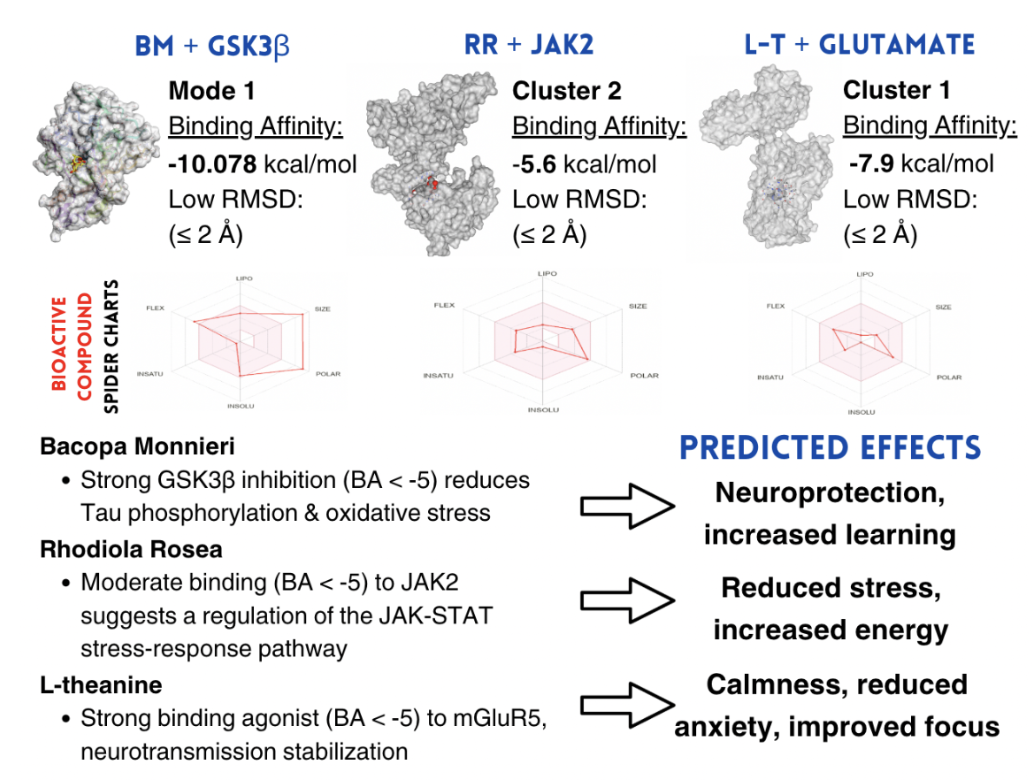 BM + GSK3β
RR + JAK2
L-T + GLUTAMATE
Mode 1
Binding Affinity:
-10.078 kcal/mol
Low RMSD:
(≤ 2 Å)
Cluster 2
Binding Affinity:
-5.6 kcal/mol
Low RMSD:
(≤ 2 Å)
Cluster 1
Binding Affinity:
-7.9 kcal/mol
Low RMSD:
(≤ 2 Å)
BIOACTIVE
COMPOUND
SPIDER CHARTS
LIPO
FLEX
SIZE
INSATU
POLAR
INSOLU
LIPO
FLEX
SIZE
INSATU
POLAR
INSOLU
LIPO
FLEX
SIZE
INSATU
POLAR
INSOLU
Bacopa Monnieri
• Strong GSK3β inhibition (BA < -5) reduces
Tau phosphorylation & oxidative stress
Rhodiola Rosea
• Moderate binding (BA < -5) to JAK2
suggests a regulation of the JAK-STAT
stress-response pathway
L-theanine
• Strong binding agonist (BA < -5) to mGluR5,
neurotransmission stabilization
PREDICTED EFFECTS
Neuroprotection,
increased learning
Reduced stress,
increased energy
Calmness, reduced
anxiety, improved focus